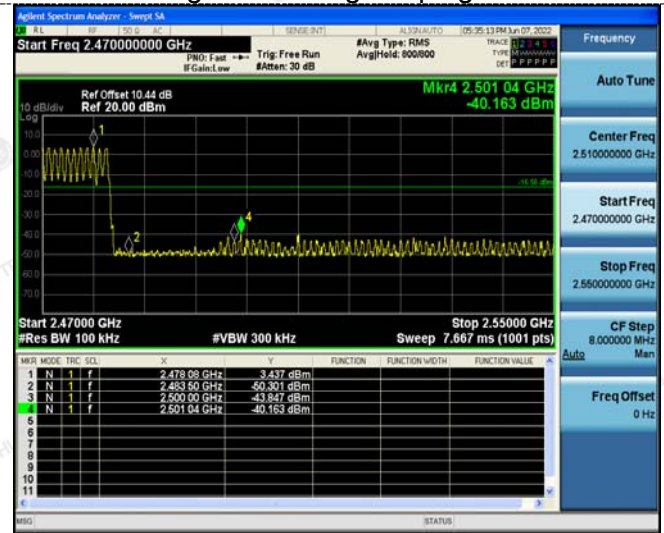 Agilent Spectrum Analyzer - Swept SA
RL RF 50 Ω AC SENSE:INT ALIGN AUTO 05:35:13 PM Jun 07, 2022
Start Freq 2.470000000 GHz
PNO: Fast
IFGain:Low
Trig: Free Run
#Atten: 30 dB
#Avg Type: RMS
Avg|Hold: 800/800
TRACE 1 2 3 4 5 6
TYPE
DET P P P P P P
Mkr4 2.501 04 GHz
-40.163 dBm
Ref Offset 10.44 dB
10 dB/div Ref 20.00 dBm
Log
10.0
0.00
-10.0
-20.0
-30.0
-40.0
-50.0
-60.0
-70.0
1
2
4
Start 2.47000 GHz Stop 2.55000 GHz
#Res BW 100 kHz #VBW 300 kHz Sweep 7.667 ms (1001 pts)
MKR MODE TRC SCL X Y FUNCTION FUNCTION WIDTH FUNCTION VALUE
1 N 1 f 2.478 08 GHz 3.437 dBm
2 N 1 f 2.483 50 GHz -50.301 dBm
3 N 1 f 2.500 00 GHz -43.847 dBm
4 N 1 f 2.501 04 GHz -40.163 dBm
5
6
7
8
9
10
11
MSG STATUS
Frequency
Auto Tune
Center Freq
2.510000000 GHz
Start Freq
2.470000000 GHz
Stop Freq
2.550000000 GHz
CF Step
8.000000 MHz
Auto Man
Freq Offset
0 Hz